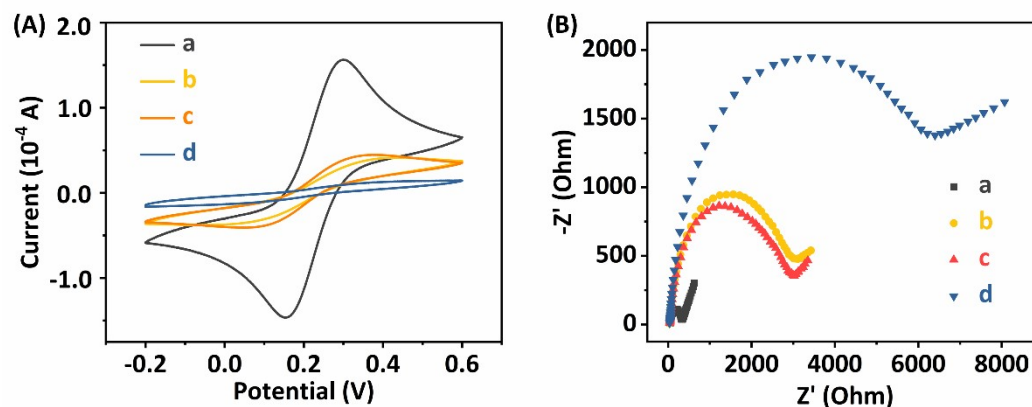 (A)
2.0
1.0
0.0
-1.0
Current (10⁻⁴ A)
a
b
c
d
-0.2 0.0 0.2 0.4 0.6
Potential (V)
(B)
2000
1500
1000
500
0
-Z' (Ohm)
a
b
c
d
0 2000 4000 6000 8000
Z' (Ohm)